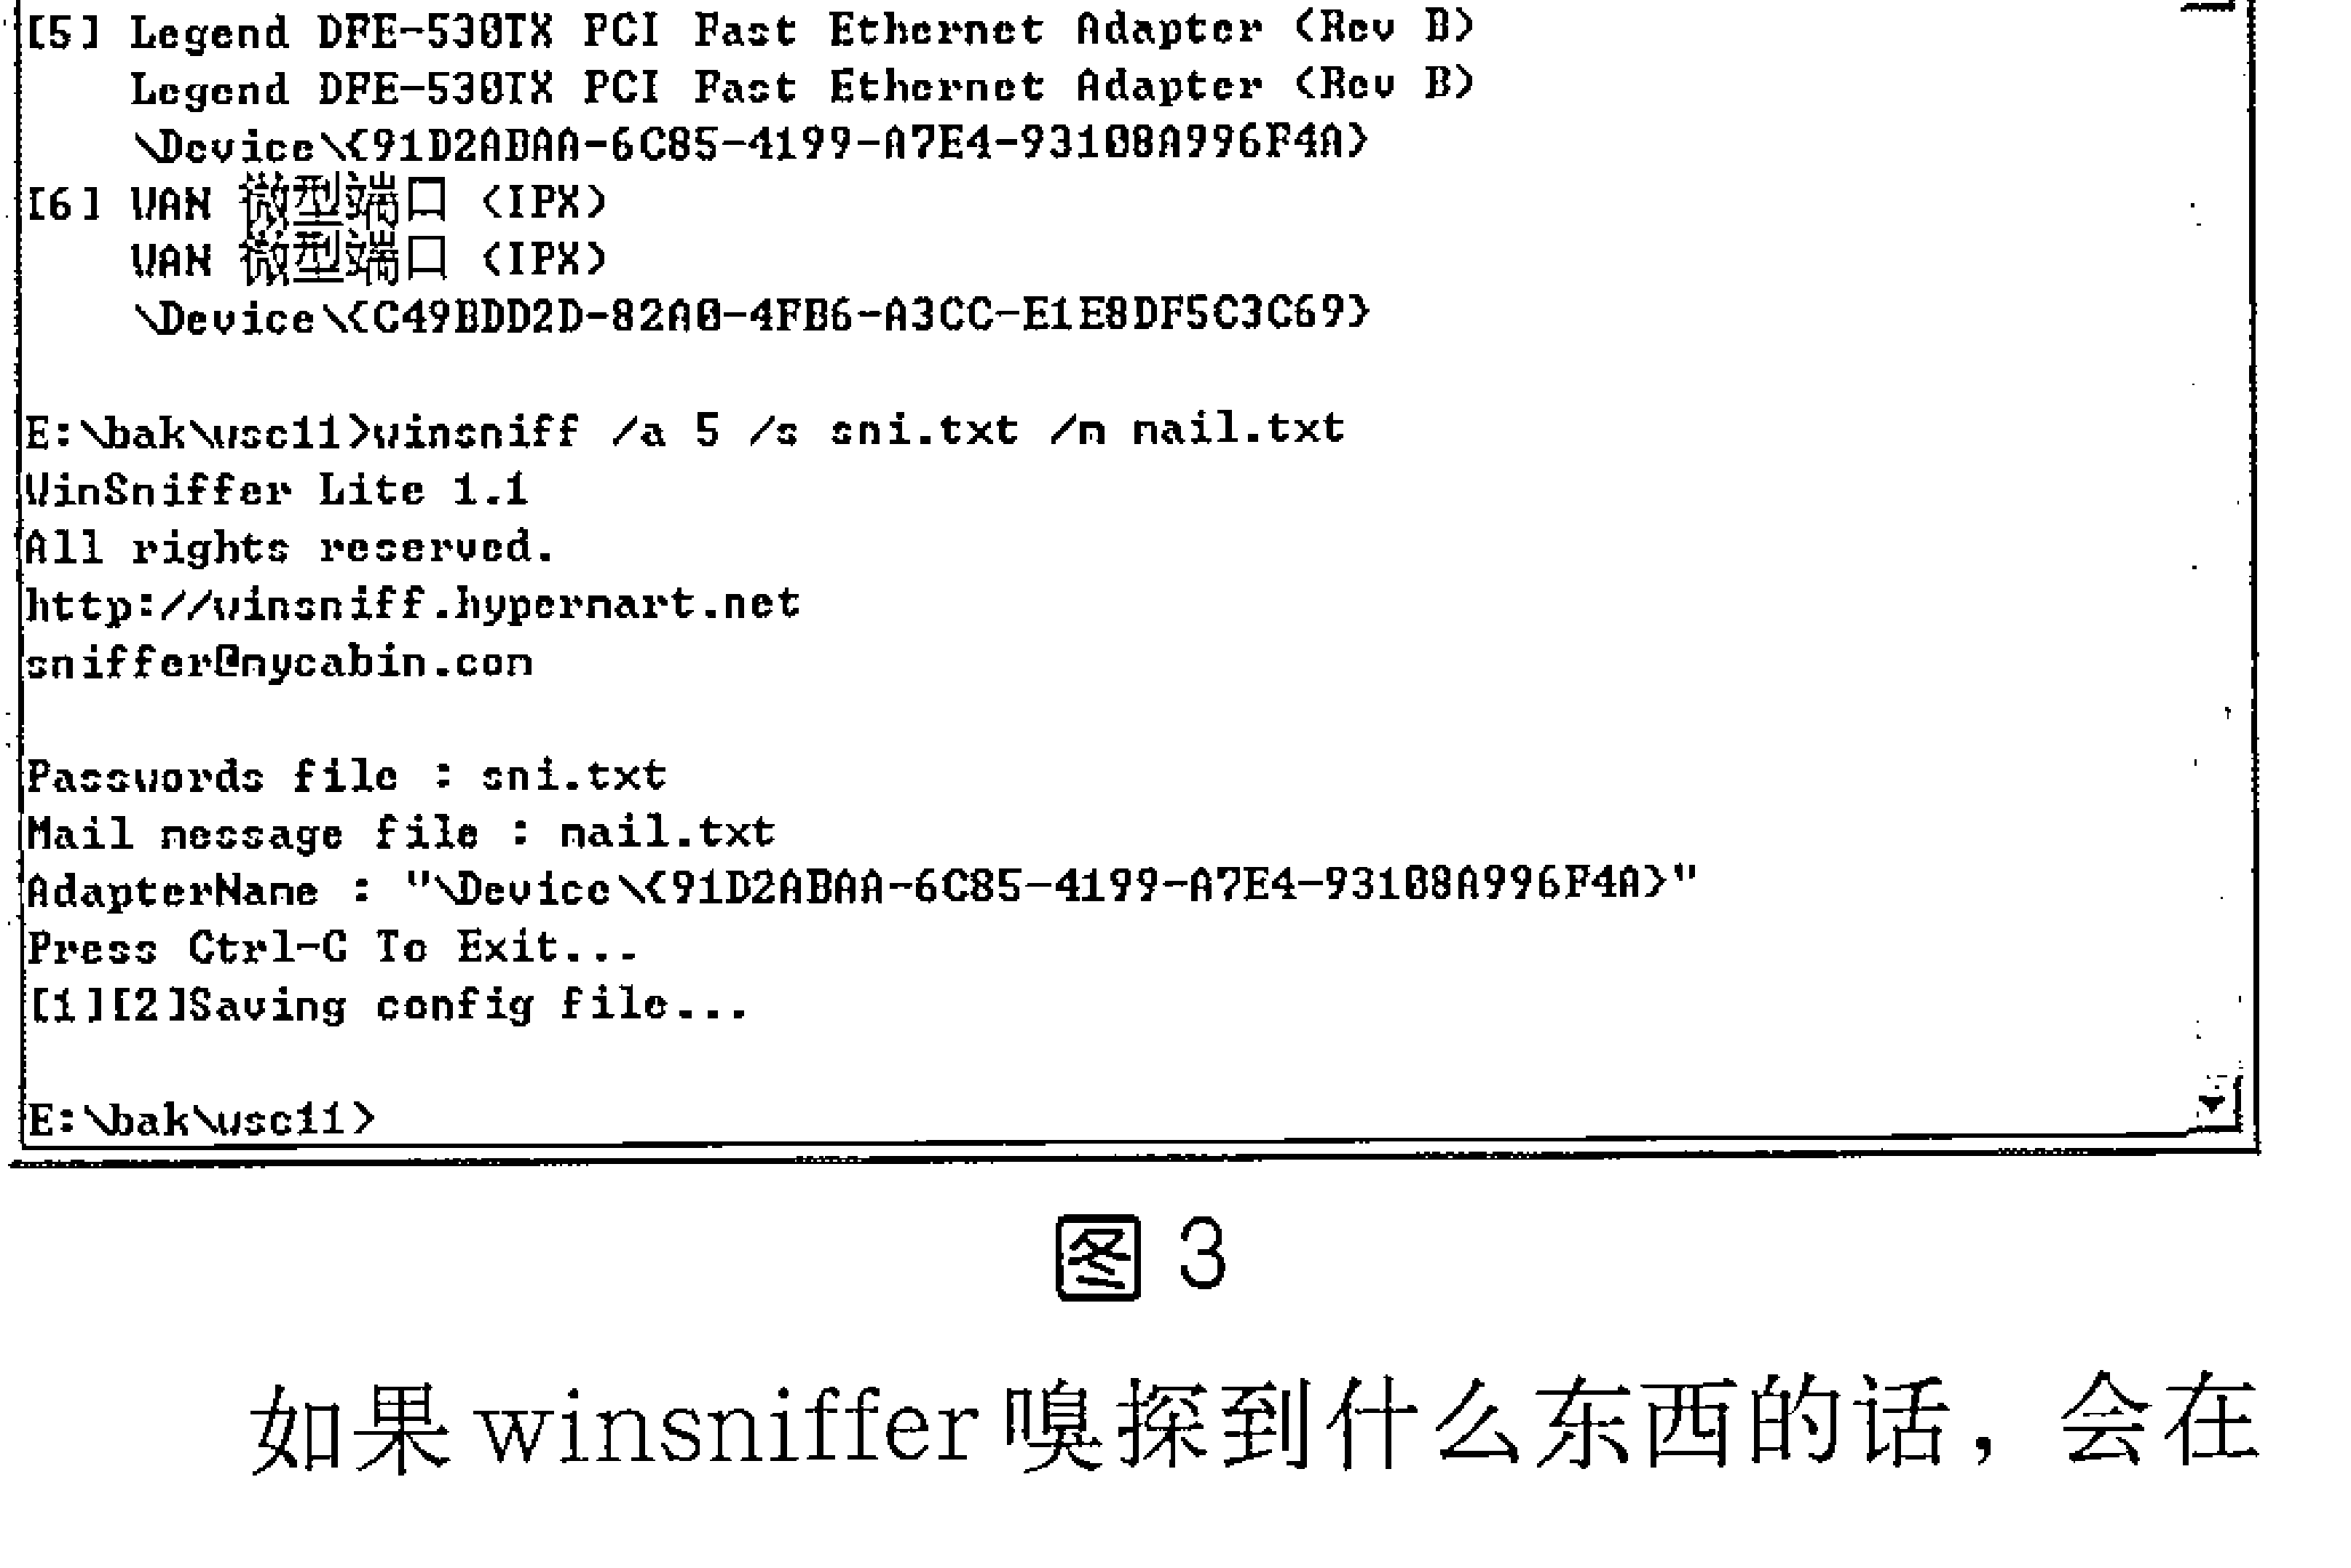 [5] Legend DFE-530TX PCI Fast Ethernet Adapter (Rev B)
Legend DFE-530TX PCI Fast Ethernet Adapter (Rev B)
\Device\{91D2ABAA-6C85-4199-A7E4-93108A996F4A}
[6] WAN 微型端口 (IPX)
WAN 微型端口 (IPX)
\Device\{C49BDD2D-82A0-4FB6-A3CC-E1E8DF5C3C69}
E:\bak\wsc11>winsniff /a 5 /s sni.txt /m mail.txt
WinSniffer Lite 1.1
All rights reserved.
http://winsniff.hypermart.net
sniffer@mycabin.com
Passwords file : sni.txt
Mail message file : mail.txt
AdapterName : "\Device\{91D2ABAA-6C85-4199-A7E4-93108A996F4A}"
Press Ctrl-C To Exit...
[1][2]Saving config file...
E:\bak\wsc11>
图 3
如果 winsniffer 嗅探到什么东西的话，会在